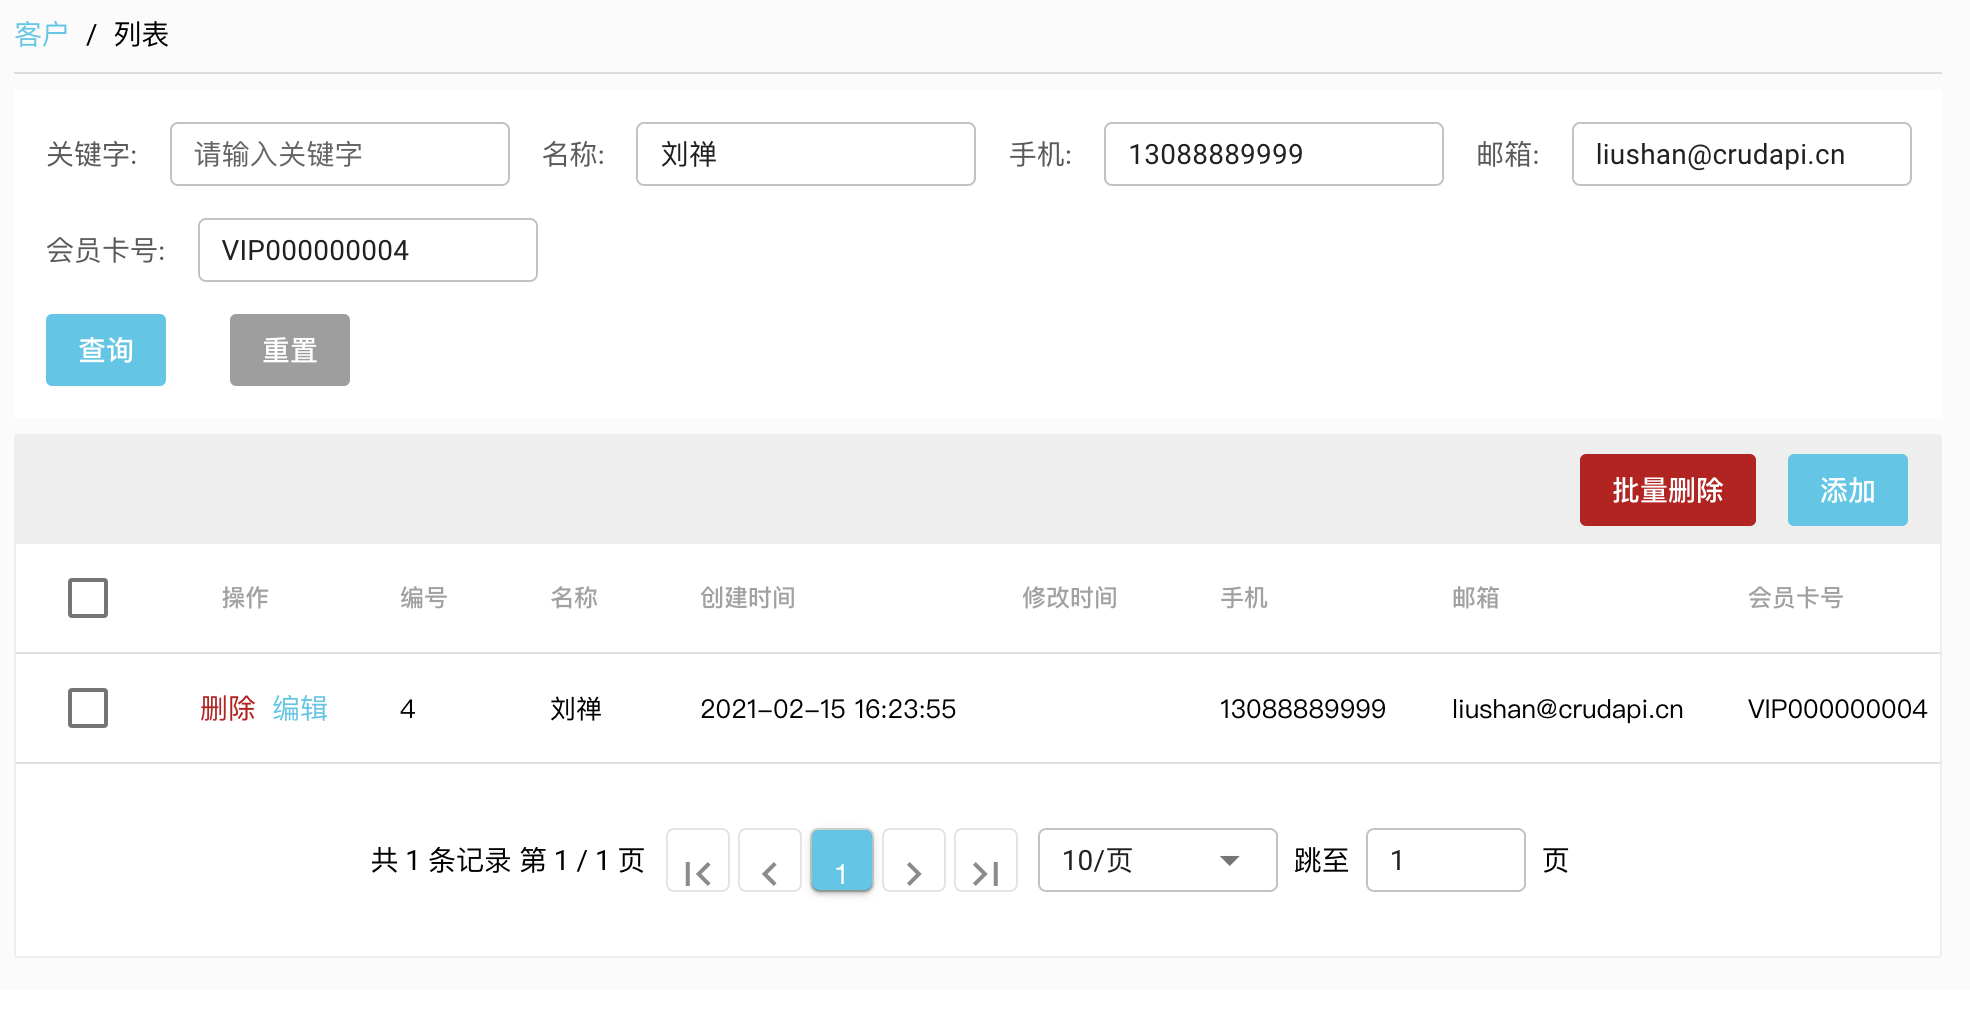 客户 / 列表
关键字: 请输入关键字 名称: 刘禅 手机: 13088889999 邮箱: liushan@crudapi.cn
会员卡号: VIP000000004
查询 重置
批量删除 添加
操作 编号 名称 创建时间 修改时间 手机 邮箱 会员卡号
删除 编辑 4 刘禅 2021-02-15 16:23:55 13088889999 liushan@crudapi.cn VIP000000004
共 1 条记录 第 1 / 1 页 1 10/页 跳至 1 页